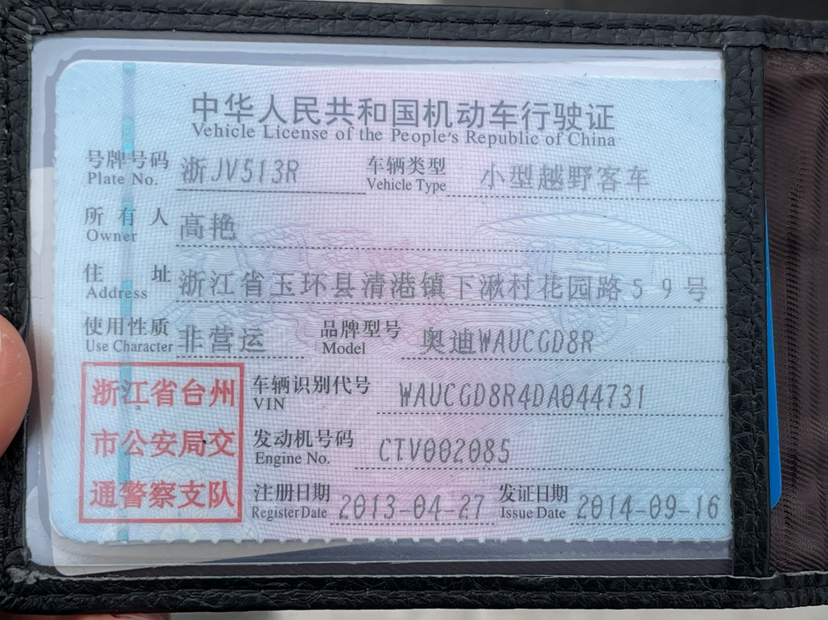 中华人民共和国机动车行驶证
Vehicle License of the People's Republic of China
号牌号码 浙JV513R 车辆类型 小型越野客车
Plate No. Vehicle Type
所有人 高艳
Owner
住址 浙江省玉环县清港镇下湫村花园路59号
Address
使用性质 非营运 品牌型号 奥迪WAUCGD8R
Use Character Model
浙江省台州 车辆识别代号 WAUCGD8R4DA044731
VIN
市公安局交 发动机号码 CTV002085
Engine No.
通警察支队 注册日期 2013-04-27 发证日期 2014-09-16
Register Date Issue Date